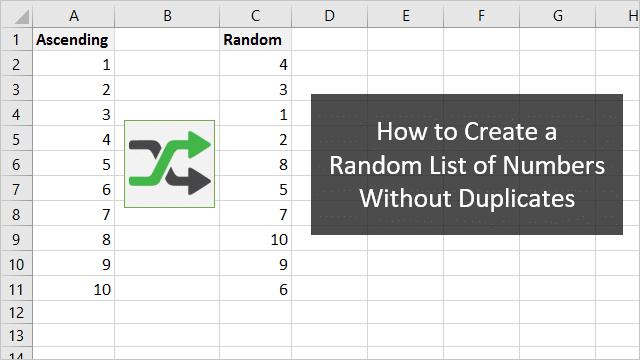 A B C D E F G H
1 Ascending Random
2 1 4
3 2 3
4 3 1
5 4 2
6 5 8
7 6 5
8 7 7
9 8 10
10 9 9
11 10 6
12
13
14
How to Create a
Random List of Numbers
Without Duplicates